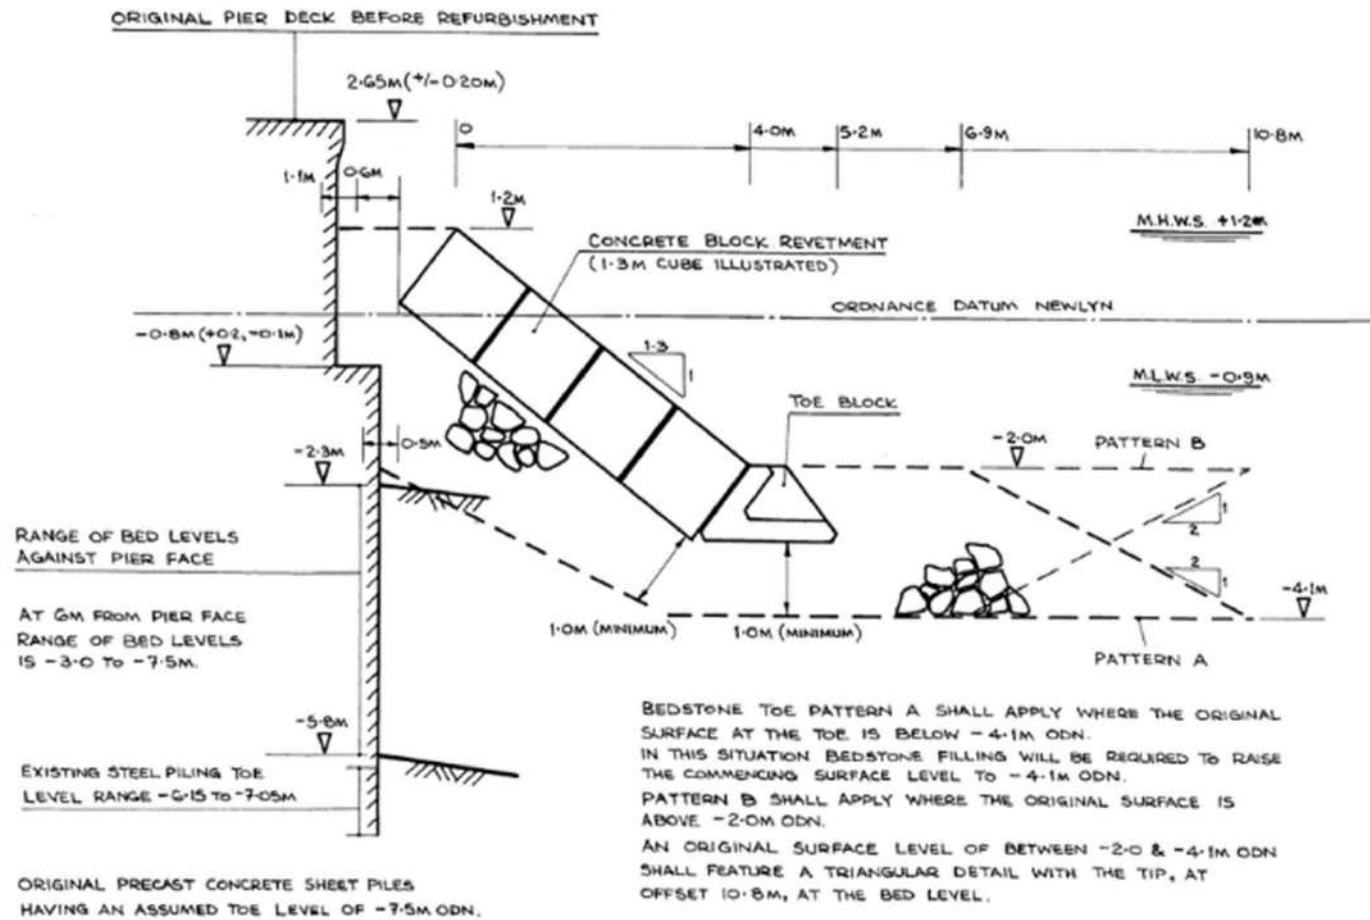 ORIGINAL PIER DECK BEFORE REFURBISHMENT
2·65M (+/- 0·20M)
0
4·0M
5·2M
6·9M
10·8M
1·1M
0·6M
1·2M
M.H.W.S. +1·2M
CONCRETE BLOCK REVETMENT
(1·3M CUBE ILLUSTRATED)
ORDNANCE DATUM NEWLYN
-0·8M (+0·2, -0·1M)
1·3
1
M.L.W.S. -0·9M
TOE BLOCK
-2·0M
PATTERN B
-2·3M
0·5M
1
2
2
1
RANGE OF BED LEVELS
AGAINST PIER FACE
-4·1M
AT 6M FROM PIER FACE
RANGE OF BED LEVELS
IS -3·0 TO -7·5M.
1·0M (MINIMUM)
1·0M (MINIMUM)
PATTERN A
-5·8M
EXISTING STEEL PILING TOE
LEVEL RANGE -6·15 TO -7·05M
ORIGINAL PRECAST CONCRETE SHEET PILES
HAVING AN ASSUMED TOE LEVEL OF -7·5M ODN.
BEDSTONE TOE PATTERN A SHALL APPLY WHERE THE ORIGINAL
SURFACE AT THE TOE IS BELOW -4·1M ODN.
IN THIS SITUATION BEDSTONE FILLING WILL BE REQUIRED TO RAISE
THE COMMENCING SURFACE LEVEL TO -4·1M ODN.
PATTERN B SHALL APPLY WHERE THE ORIGINAL SURFACE IS
ABOVE -2·0M ODN.
AN ORIGINAL SURFACE LEVEL OF BETWEEN -2·0 & -4·1M ODN
SHALL FEATURE A TRIANGULAR DETAIL WITH THE TIP, AT
OFFSET 10·8M, AT THE BED LEVEL.